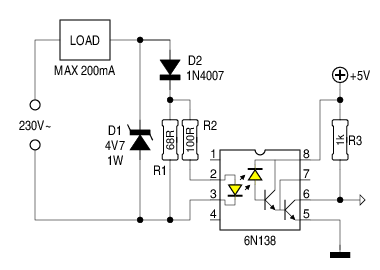 LOAD
MAX 200mA
D2
1N4007
+5V
230V~
D1
4V7
1W
68R
100R
R2
R1
1k
R3
1
8
2
7
3
6
4
5
6N138